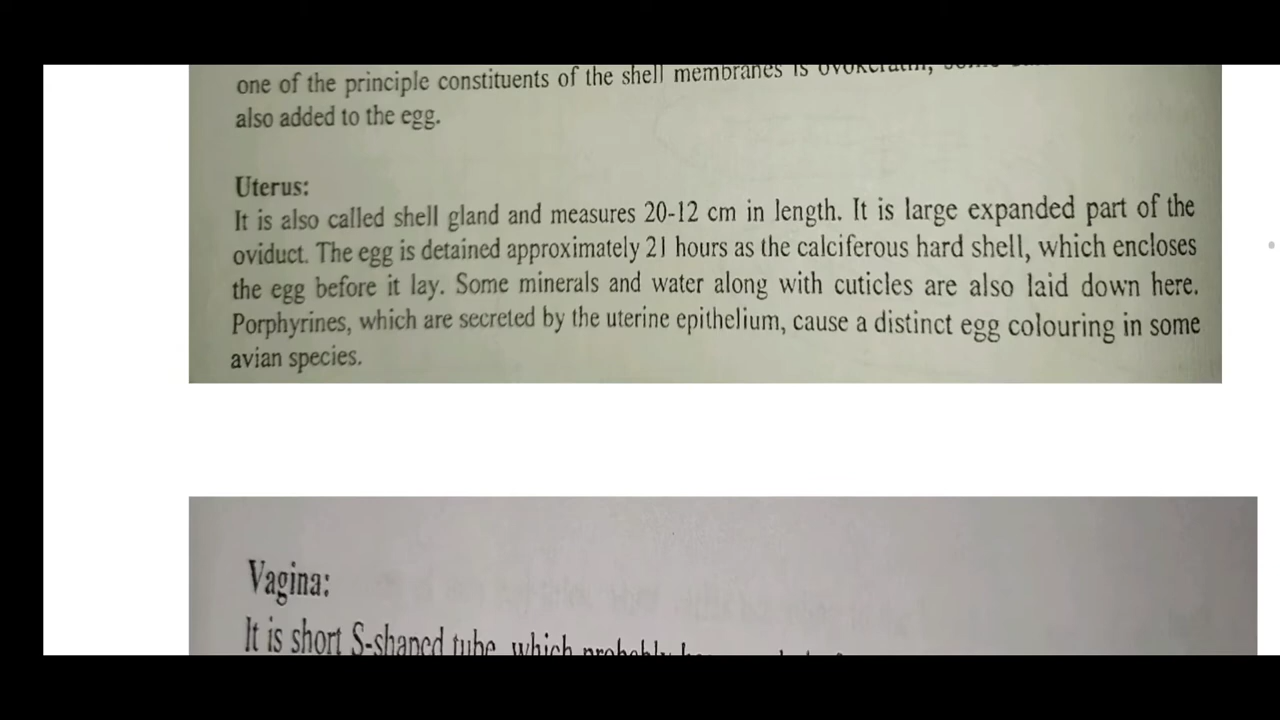 one of the principle constituents of the shell membranes is ovokeratin,
also added to the egg.
Uterus:
It is also called shell gland and measures 20-12 cm in length. It is large expanded part of the
oviduct. The egg is detained approximately 21 hours as the calciferous hard shell, which encloses
the egg before it lay. Some minerals and water along with cuticles are also laid down here.
Porphyrines, which are secreted by the uterine epithelium, cause a distinct egg colouring in some
avian species.
Vagina:
It is short S-shaped tube, which probably